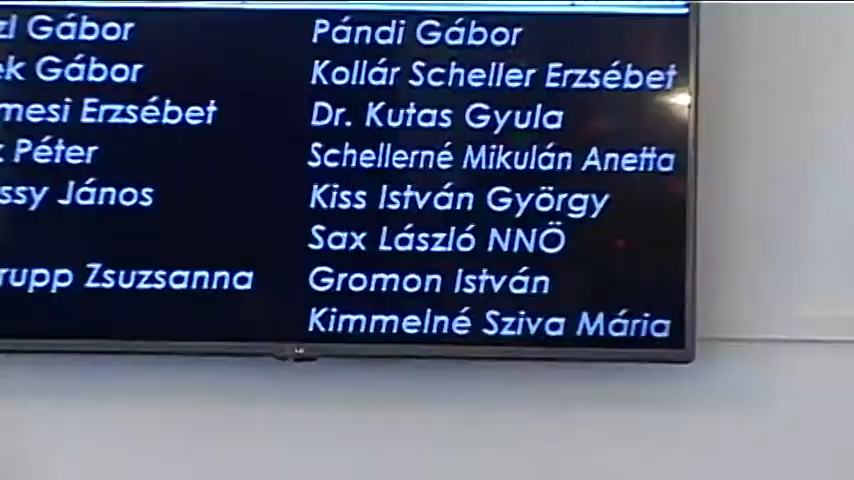 Gábor
Gábor
Erzsébet
Péter
János
Zsuzsanna
Pándi Gábor
Kollár Scheller Erzsébet
Dr. Kutas Gyula
Schellerné Mikulán Anetta
Kiss István György
Sax László NNÖ
Gromon István
Kimmelné Sziva Mária
LG